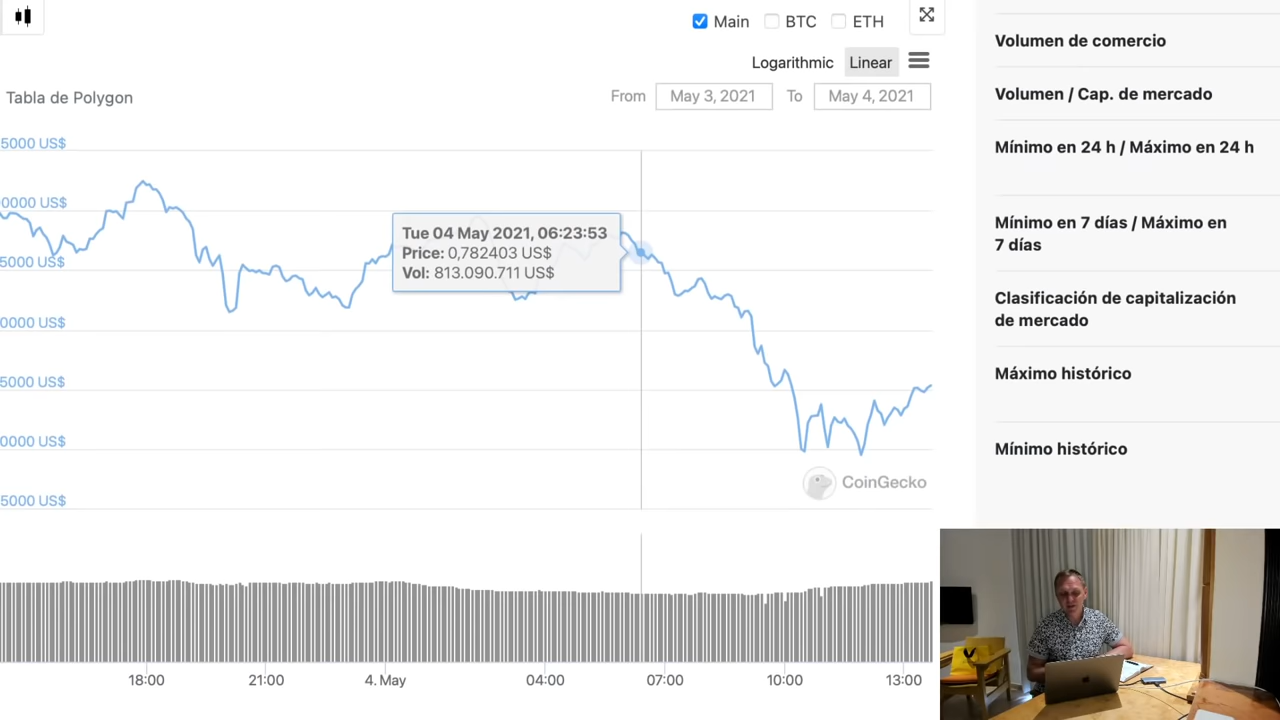 Main BTC ETH
Logarithmic Linear
Tabla de Polygon
From May 3, 2021 To May 4, 2021
5000 US$
0000 US$
5000 US$
0000 US$
5000 US$
0000 US$
5000 US$
Tue 04 May 2021, 06:23:53
Price: 0,782403 US$
Vol: 813.090.711 US$
CoinGecko
18:00 21:00 4. May 04:00 07:00 10:00 13:00
Volumen de comercio
Volumen / Cap. de mercado
Mínimo en 24 h / Máximo en 24 h
Mínimo en 7 días / Máximo en
7 días
Clasificación de capitalización
de mercado
Máximo histórico
Mínimo histórico